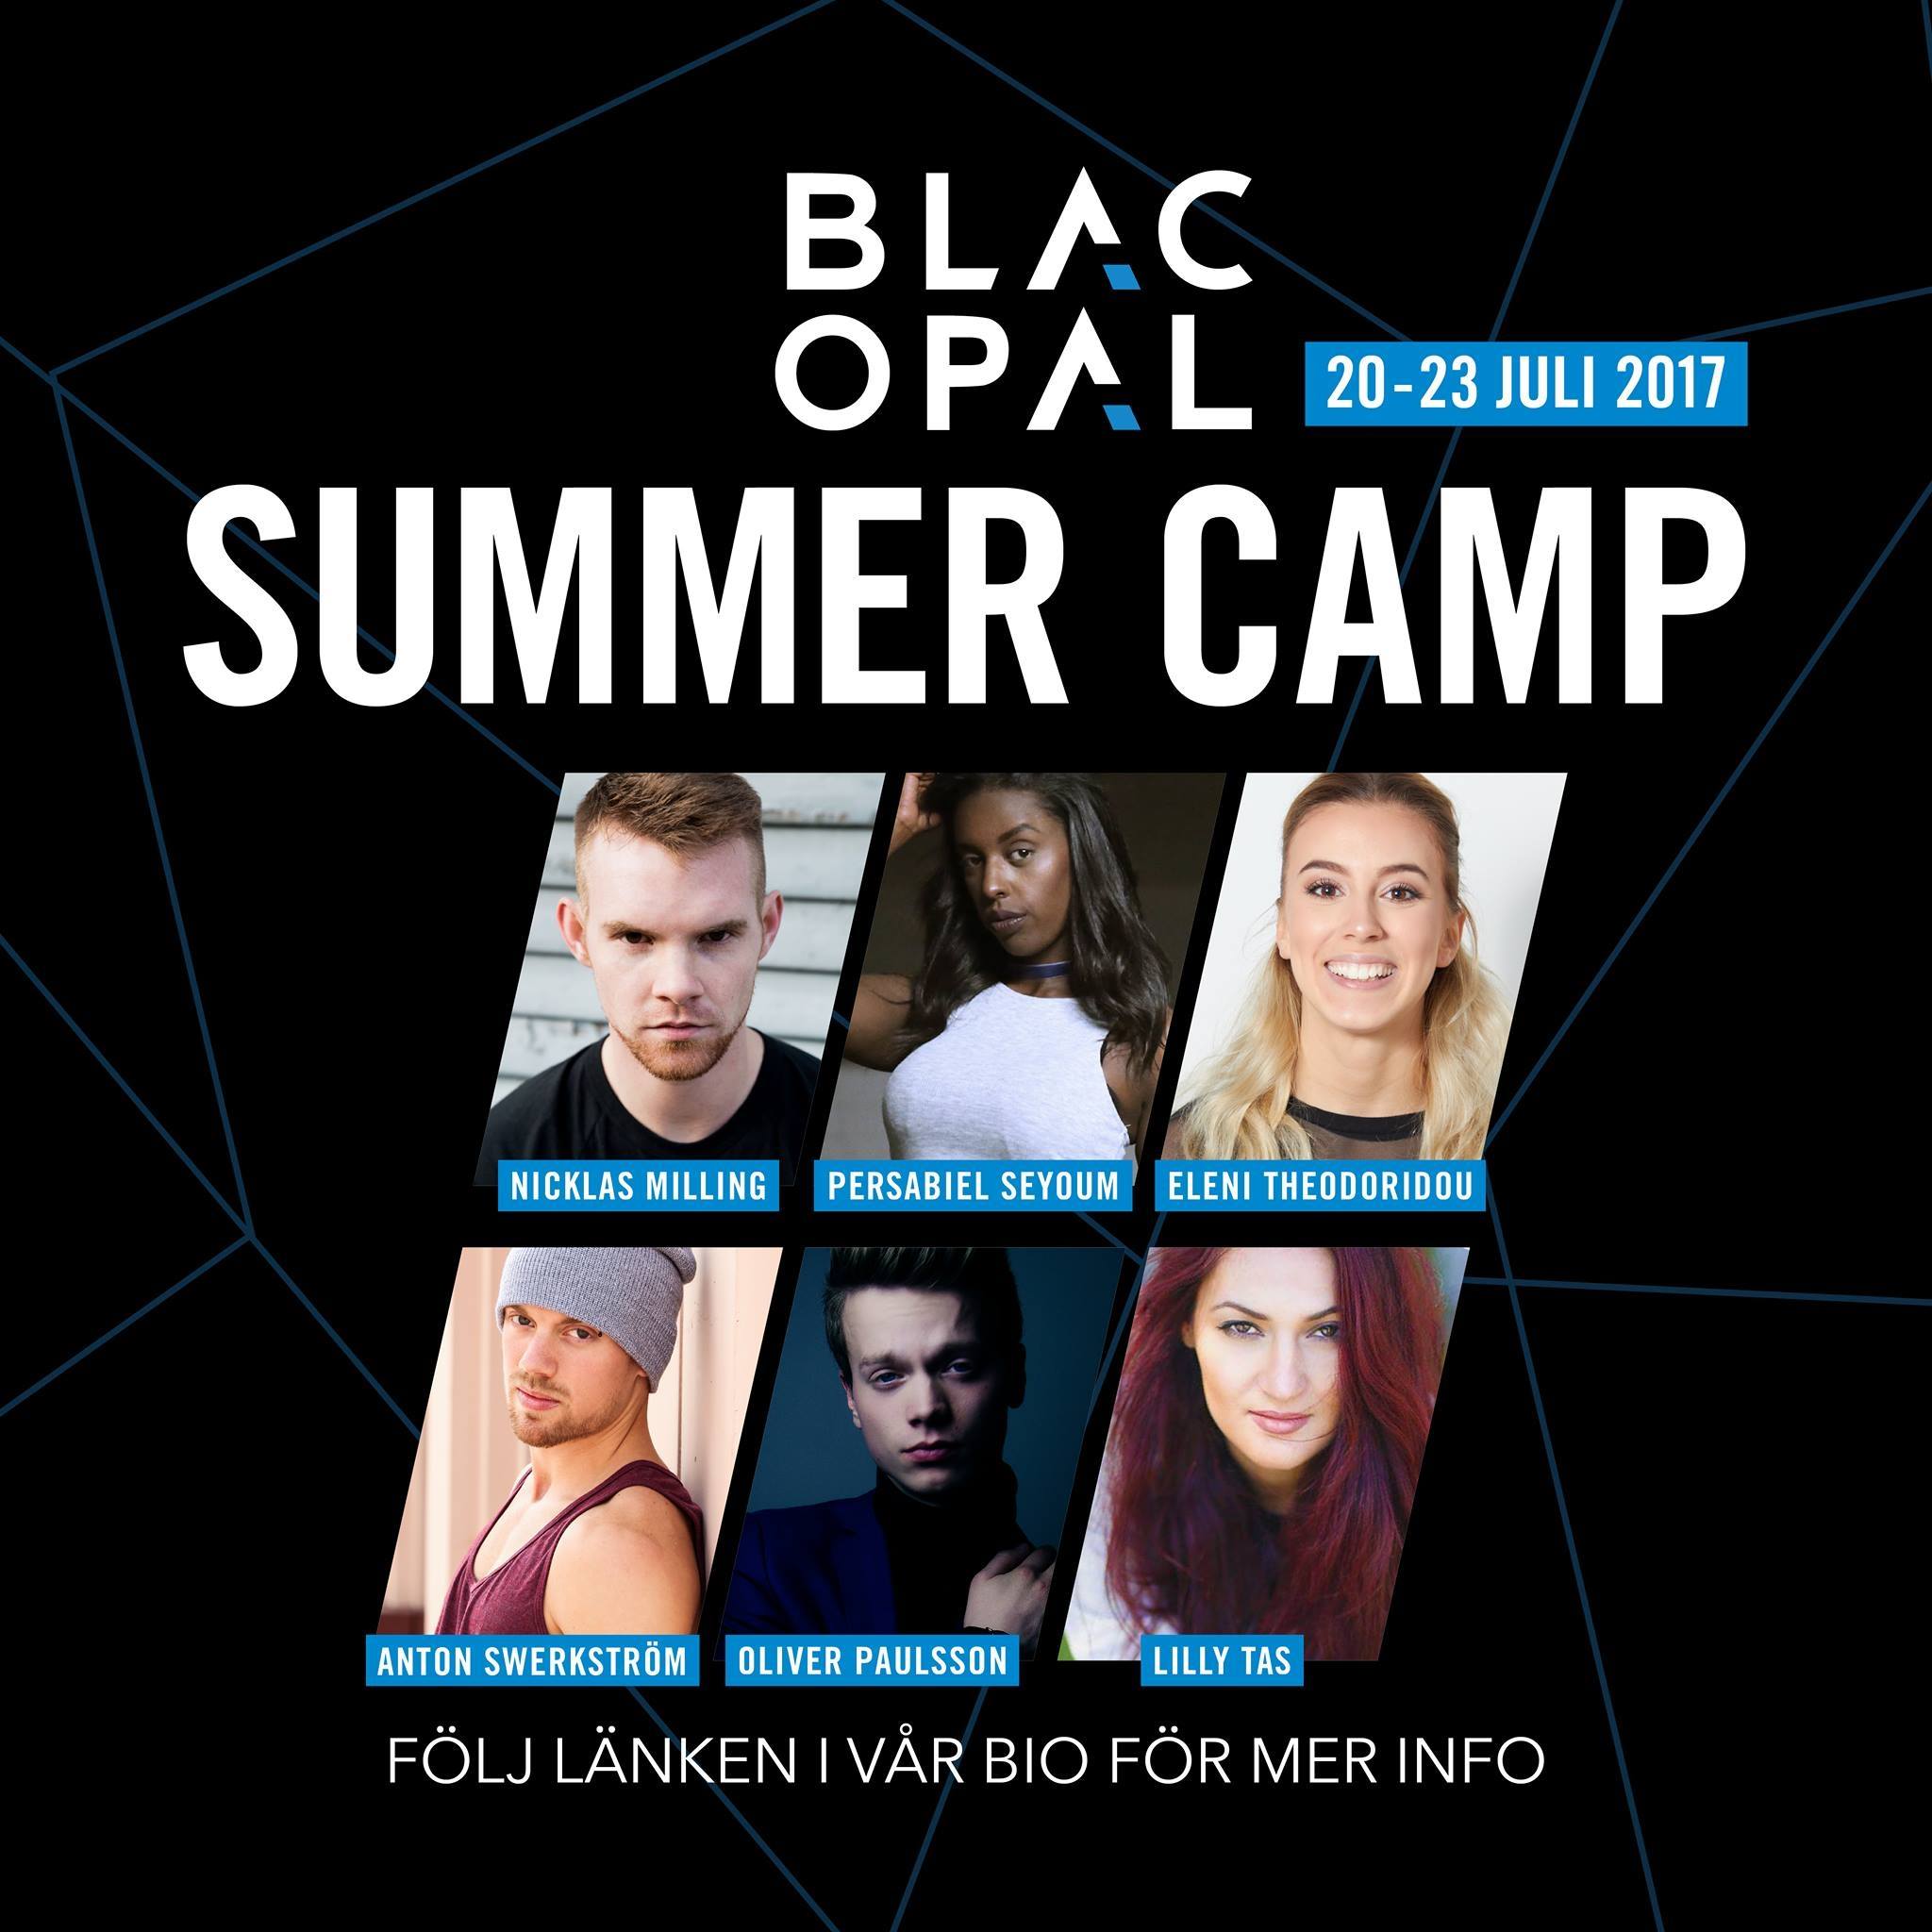 BLAC
OPAL
20-23 JULI 2017
SUMMER CAMP
NICKLAS MILLING
PERSABIEL SEYOUM
ELENI THEODORIDOU
ANTON SWERKSTRÖM
OLIVER PAULSSON
LILLY TAS
FÖLJ LÄNKEN I VÅR BIO FÖR MER INFO